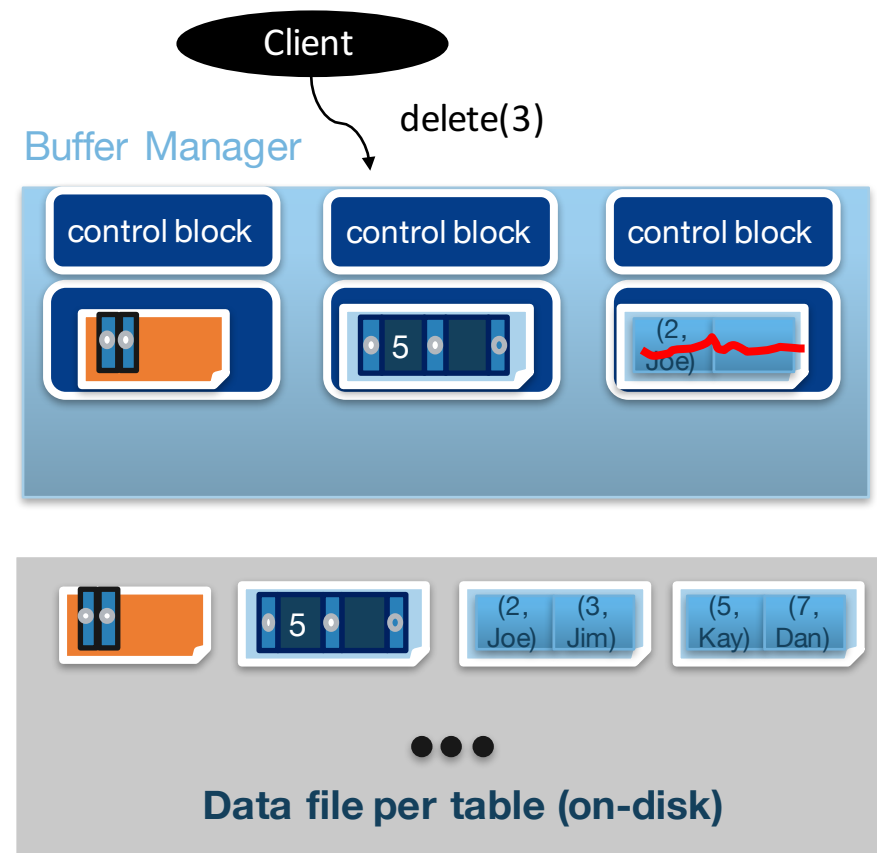 Client
delete(3)
Buffer Manager
control block
control block
control block
5
(2,
Joe)
5
(2,
Joe)
(3,
Jim)
(5,
Kay)
(7,
Dan)
Data file per table (on-disk)